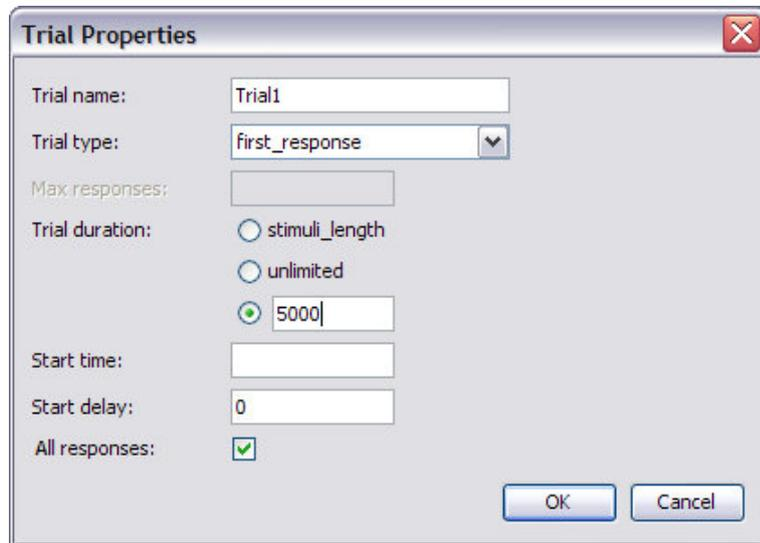 Trial Properties
Trial name: Trial1
Trial type: first_response
Max responses:
Trial duration: stimuli_length
unlimited
5000
Start time:
Start delay: 0
All responses:
OK Cancel